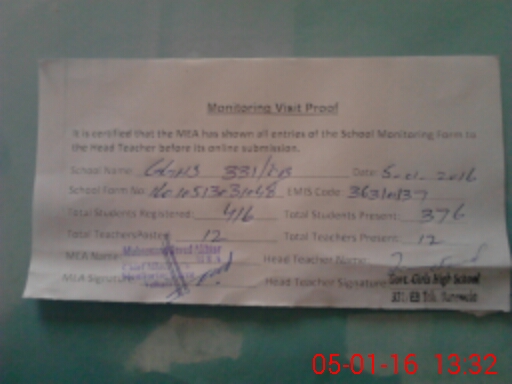 Monitoring Visit Proof
It is certified that the MEA has shown all entries of the School Monitoring Form to
the Head Teacher before its online submission.
School Name GGHS 331/EB Date: 5-01-2016
School Form No. EMIS Code 36310137
Total Students Registered 416 Total Students Present: 376
Total Teachers 12 Total Teachers Present: 12
MEA Name Head Teacher Name:
MEA Signature Head Teacher Signature
Govt. Girls High School
331/EB
05-01-16 13:32